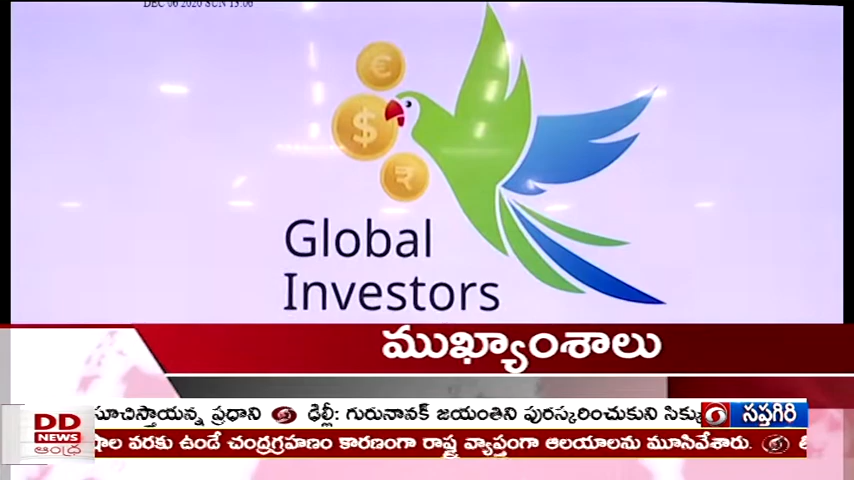 DEC 06 2020 SUN 15:06
€
$
₹
Global
Investors
ముఖ్యాంశాలు
సూచిస్తాయన్న ప్రధాని ఢిల్లీ: గురునానక్ జయంతిని పురస్కరించుకుని సిక్కు
సప్తగిరి
DD
NEWS
ఆంధ్ర
వరకు ఉండే చంద్రగ్రహణం కారణంగా రాష్ట్ర వ్యాప్తంగా ఆలయాలను మూసివేశారు.